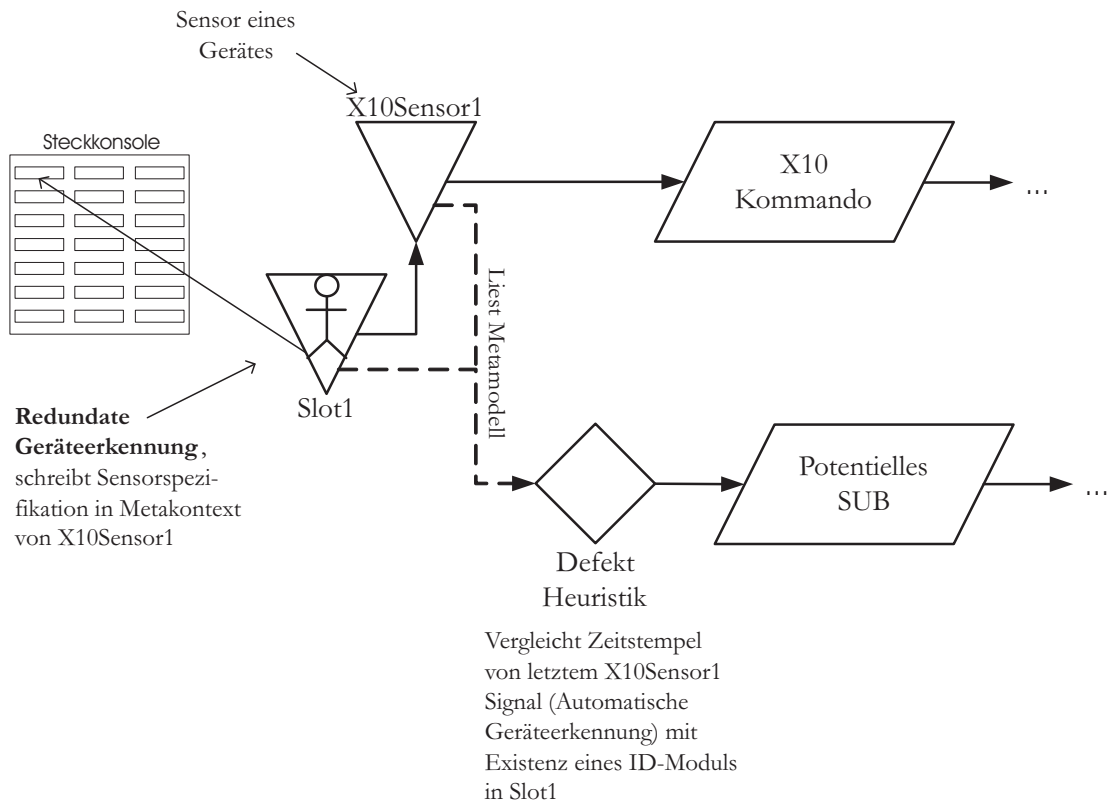 Sensor eines
Gerätes
X10Sensor1
Steckkonsole
X10
Kommando
...
Liest Metamodell
Slot1
Redundate
Geräteerkennung,
schreibt Sensorspezi-
fikation in Metakontext
von X10Sensor1
Potentielles
SUB
...
Defekt
Heuristik
Vergleicht Zeitstempel
von letztem X10Sensor1
Signal (Automatische
Geräteerkennung) mit
Existenz eines ID-Moduls
in Slot1